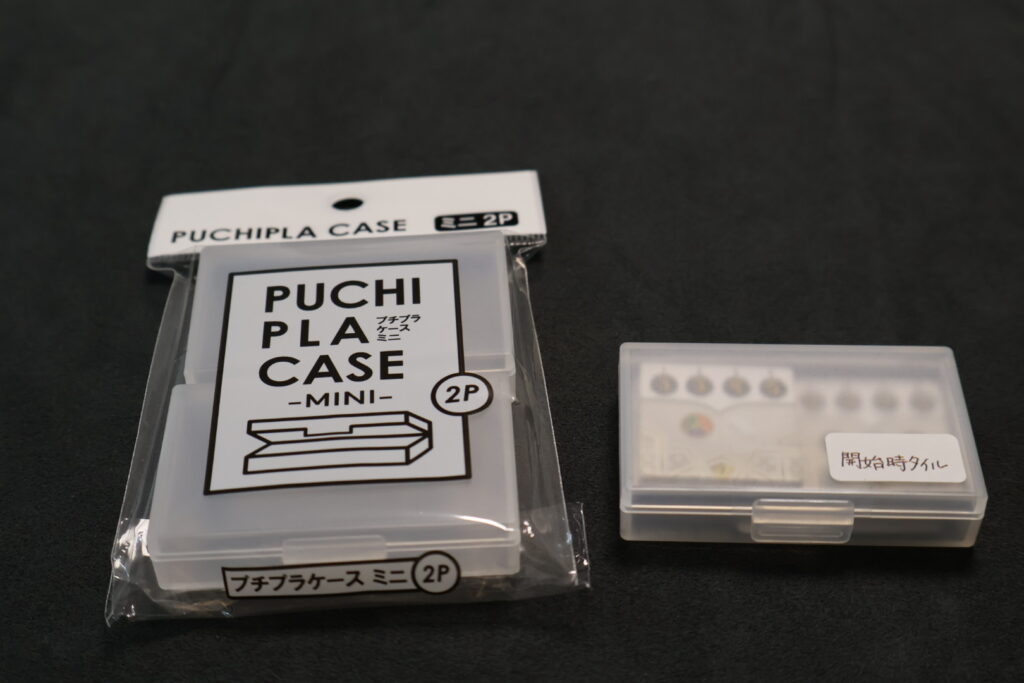 PUCHIPLA CASE ミニ 2P
PUCHI
PLA プチプラ
ケース
ミニ
CASE
–MINI–
2P
プチプラケース ミニ 2P
開始時タイル